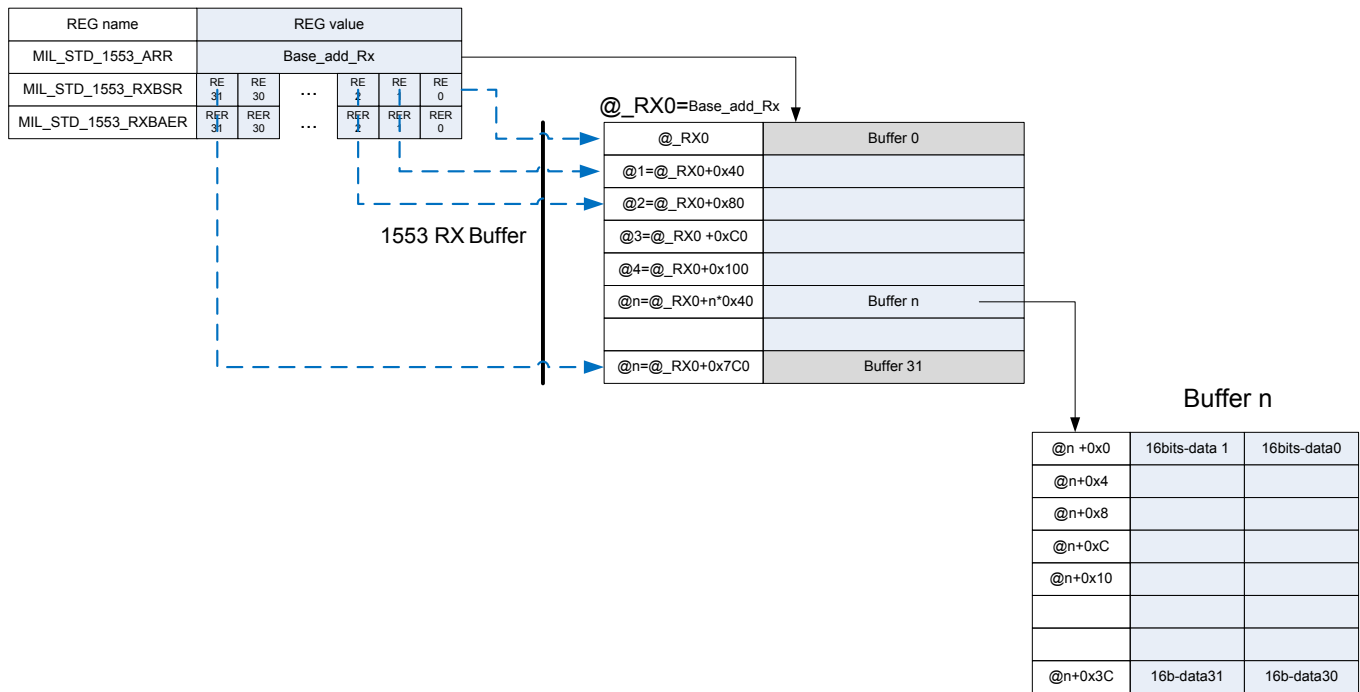 REG name REG value
MIL_STD_1553_ARR Base_add_Rx
MIL_STD_1553_RXBSR RE 31 RE 30 ... RE 2 RE 1 RE 0
MIL_STD_1553_RXBAER RER 31 RER 30 ... RER 2 RER 1 RER 0
@_RX0=Base_add_Rx
@_RX0 Buffer 0
@1=@_RX0+0x40
@2=@_RX0+0x80
1553 RX Buffer
@3=@_RX0 +0xC0
@4=@_RX0+0x100
@n=@_RX0+n*0x40 Buffer n
@n=@_RX0+0x7C0 Buffer 31
Buffer n
@n +0x0 16bits-data 1 16bits-data0
@n+0x4
@n+0x8
@n+0xC
@n+0x10
@n+0x3C 16b-data31 16b-data30